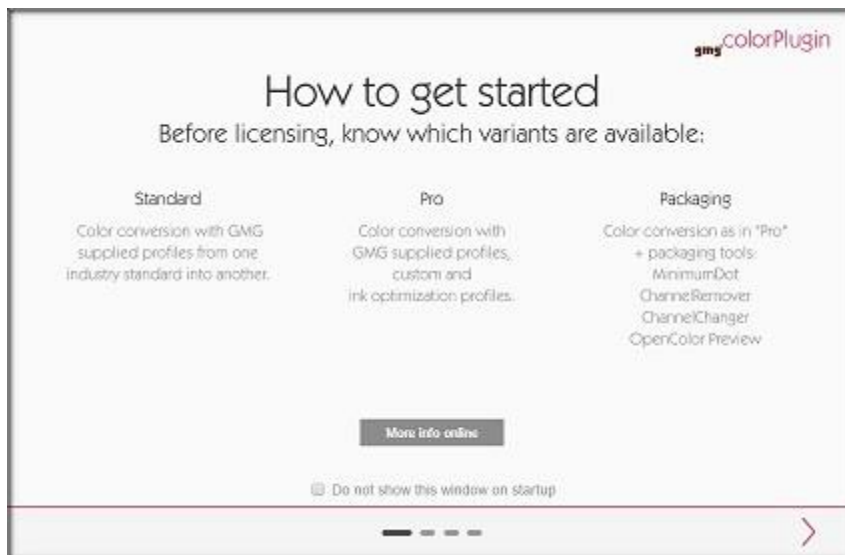 gmg colorPlugin
How to get started
Before licensing, know which variants are available:
Standard
Color conversion with GMG
supplied profiles from one
industry standard into another.
Pro
Color conversion with
GMG supplied profiles,
custom and
ink optimization profiles.
Packaging
Color conversion as in "Pro"
+ packaging tools:
MinimumDot
ChannelRemover
ChannelChanger
OpenColor Preview
More info online
Do not show this window on startup